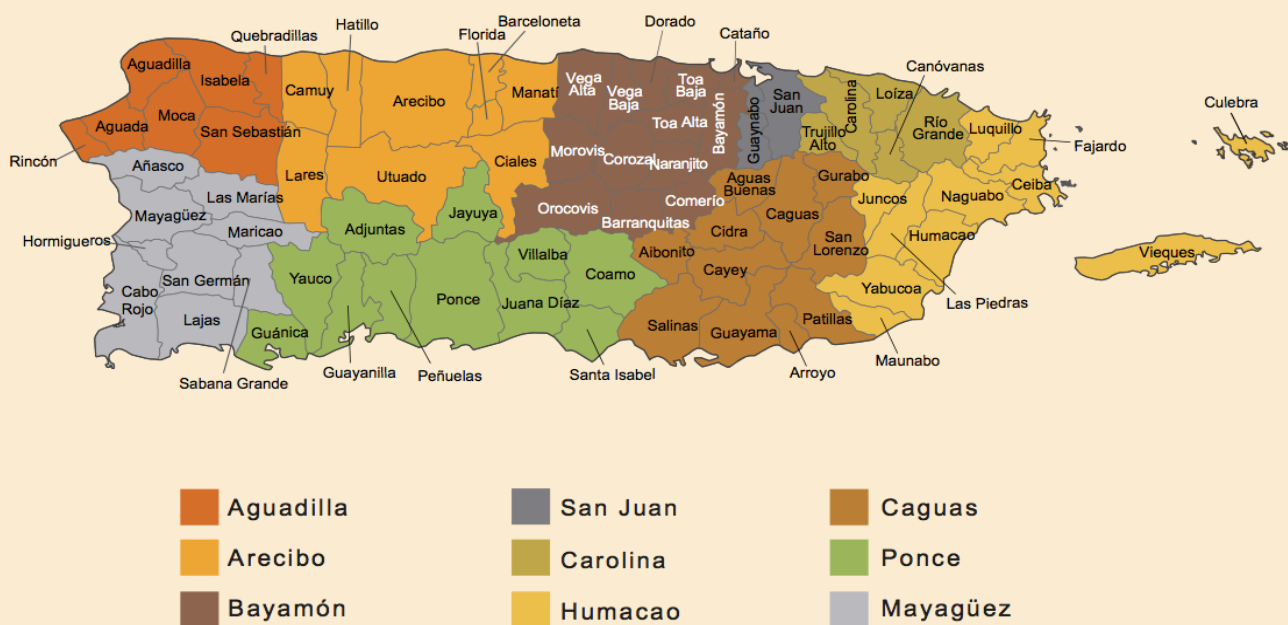 Hatillo
Barceloneta
Dorado
Quebradillas
Florida
Cataño
Aguadilla
Isabela
Camuy
Arecibo
Manatí
Vega
Alta
Vega
Baja
Toa
Baja
San
Juan
Carolina
Loíza
Canóvanas
Culebra
Aguada
Moca
San Sebastián
Toa Alta
Bayamón
Guaynabo
Trujillo
Alto
Río
Grande
Luquillo
Fajardo
Rincón
Añasco
Lares
Utuado
Ciales
Morovis
Corozal
Naranjito
Aguas
Buenas
Gurabo
Juncos
Naguabo
Ceiba
Las Marías
Mayagüez
Maricao
Adjuntas
Jayuya
Orocovis
Barranquitas
Comerío
Cidra
Caguas
San
Lorenzo
Humacao
Hormigueros
San Germán
Yauco
Villalba
Coamo
Aibonito
Cayey
Vieques
Cabo
Rojo
Lajas
Guánica
Ponce
Juana Díaz
Salinas
Guayama
Patillas
Yabucoa
Las Piedras
Sabana Grande
Guayanilla
Peñuelas
Santa Isabel
Arroyo
Maunabo
Aguadilla
San Juan
Caguas
Arecibo
Carolina
Ponce
Bayamón
Humacao
Mayagüez